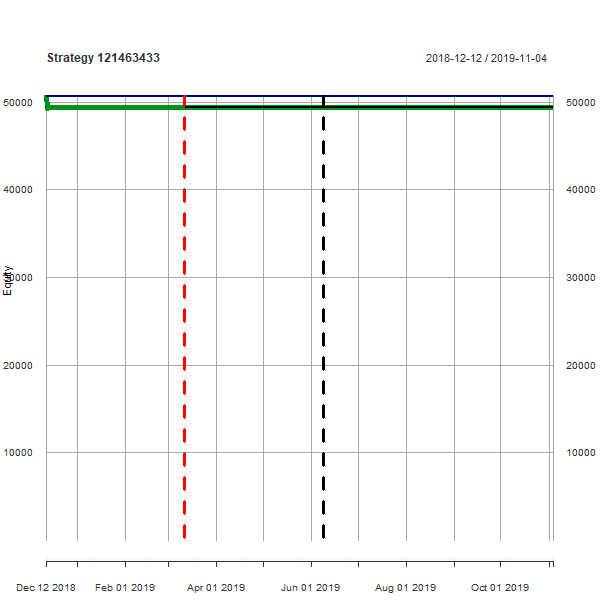 Strategy 121463433
2018-12-12 / 2019-11-04
50000 50000
40000 40000
30000 30000
Equity
20000 20000
10000 10000
Dec 12 2018 Feb 01 2019 Apr 01 2019 Jun 01 2019 Aug 01 2019 Oct 01 2019